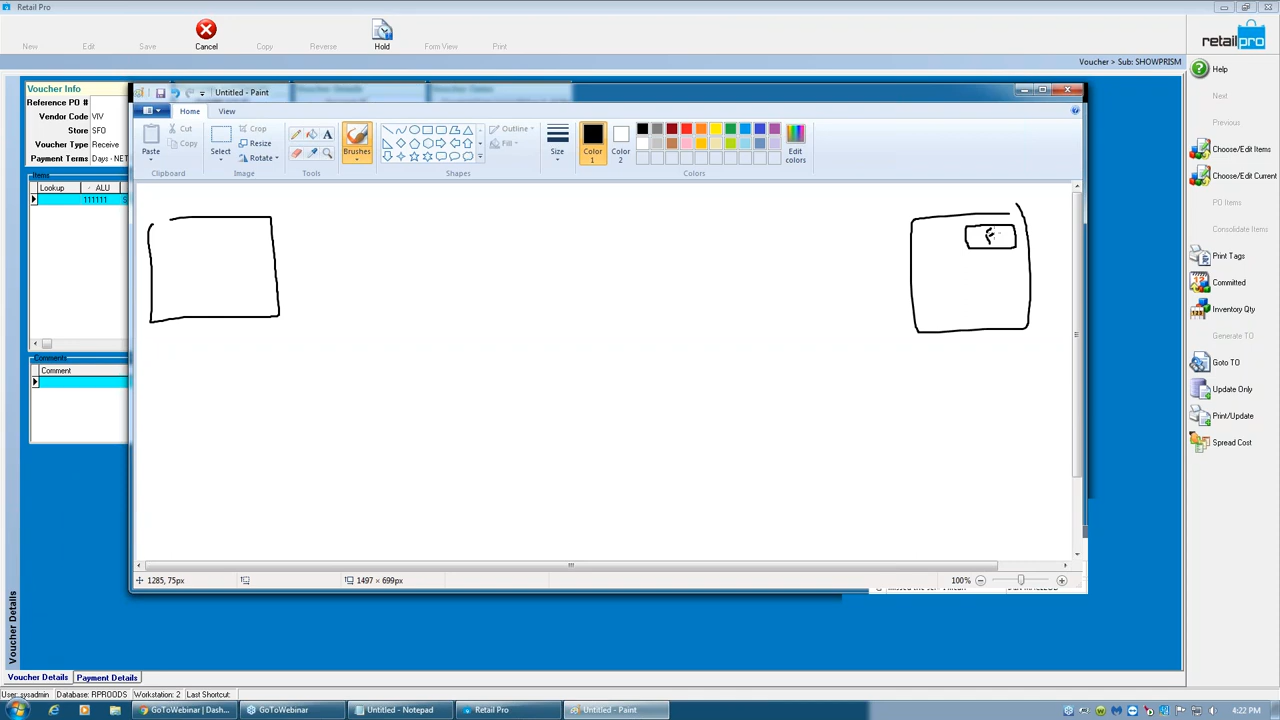 Retail Pro
New
Edit
Save
Cancel
Copy
Reverse
Hold
Form View
Print
retailpro
Voucher > Sub: SHOWPRISM
Voucher Info
Reference PO #
Vendor Code VIV
Store SFO
Voucher Type Receive
Payment Terms Days - NET
Items
Lookup ALU
111111
Comments
Comment
Untitled - Paint
Home View
Paste
Cut
Copy
Clipboard
Select
Crop
Resize
Rotate
Image
A
Tools
Brushes
Outline
Fill
Shapes
Size
Color 1
Color 2
Edit colors
Colors
1285, 75px
1497 × 699px
100%
Help
Next
Previous
Choose/Edit Items
Choose/Edit Current
PO Items
Consolidate Items
Print Tags
Committed
Inventory Qty
Generate TO
Goto TO
Update Only
Print/Update
Spread Cost
Voucher Details
Voucher Details Payment Details
User: sysadmin Database: RPROODS Workstation: 2 Last Shortcut:
GoToWebinar | Dash...
GoToWebinar
Untitled - Notepad
Retail Pro
Untitled - Paint
4:22 PM